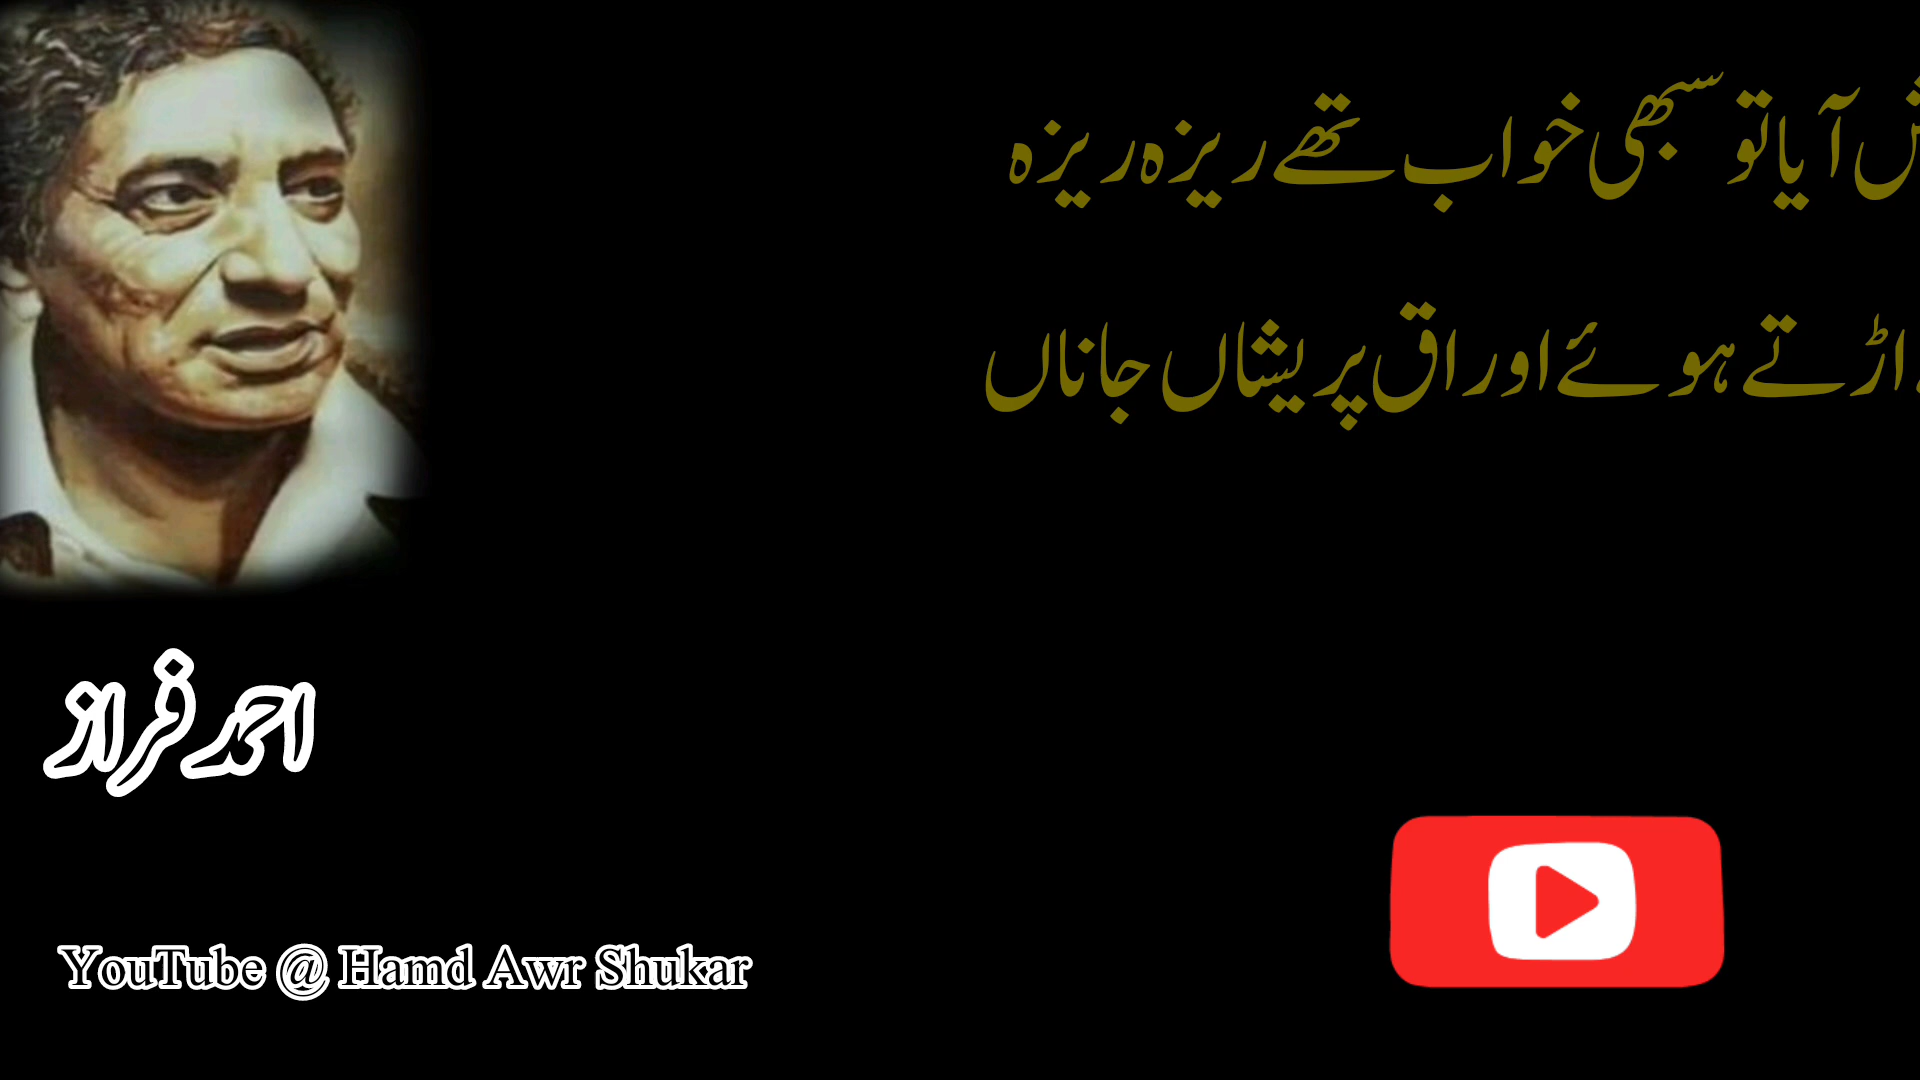 آیا تو سبھی خواب تھے ریزہ ریزہ
اڑتے ہوئے اوراق پریشاں جاناں
احمد فراز
YouTube @ Hamd Awr Shukar